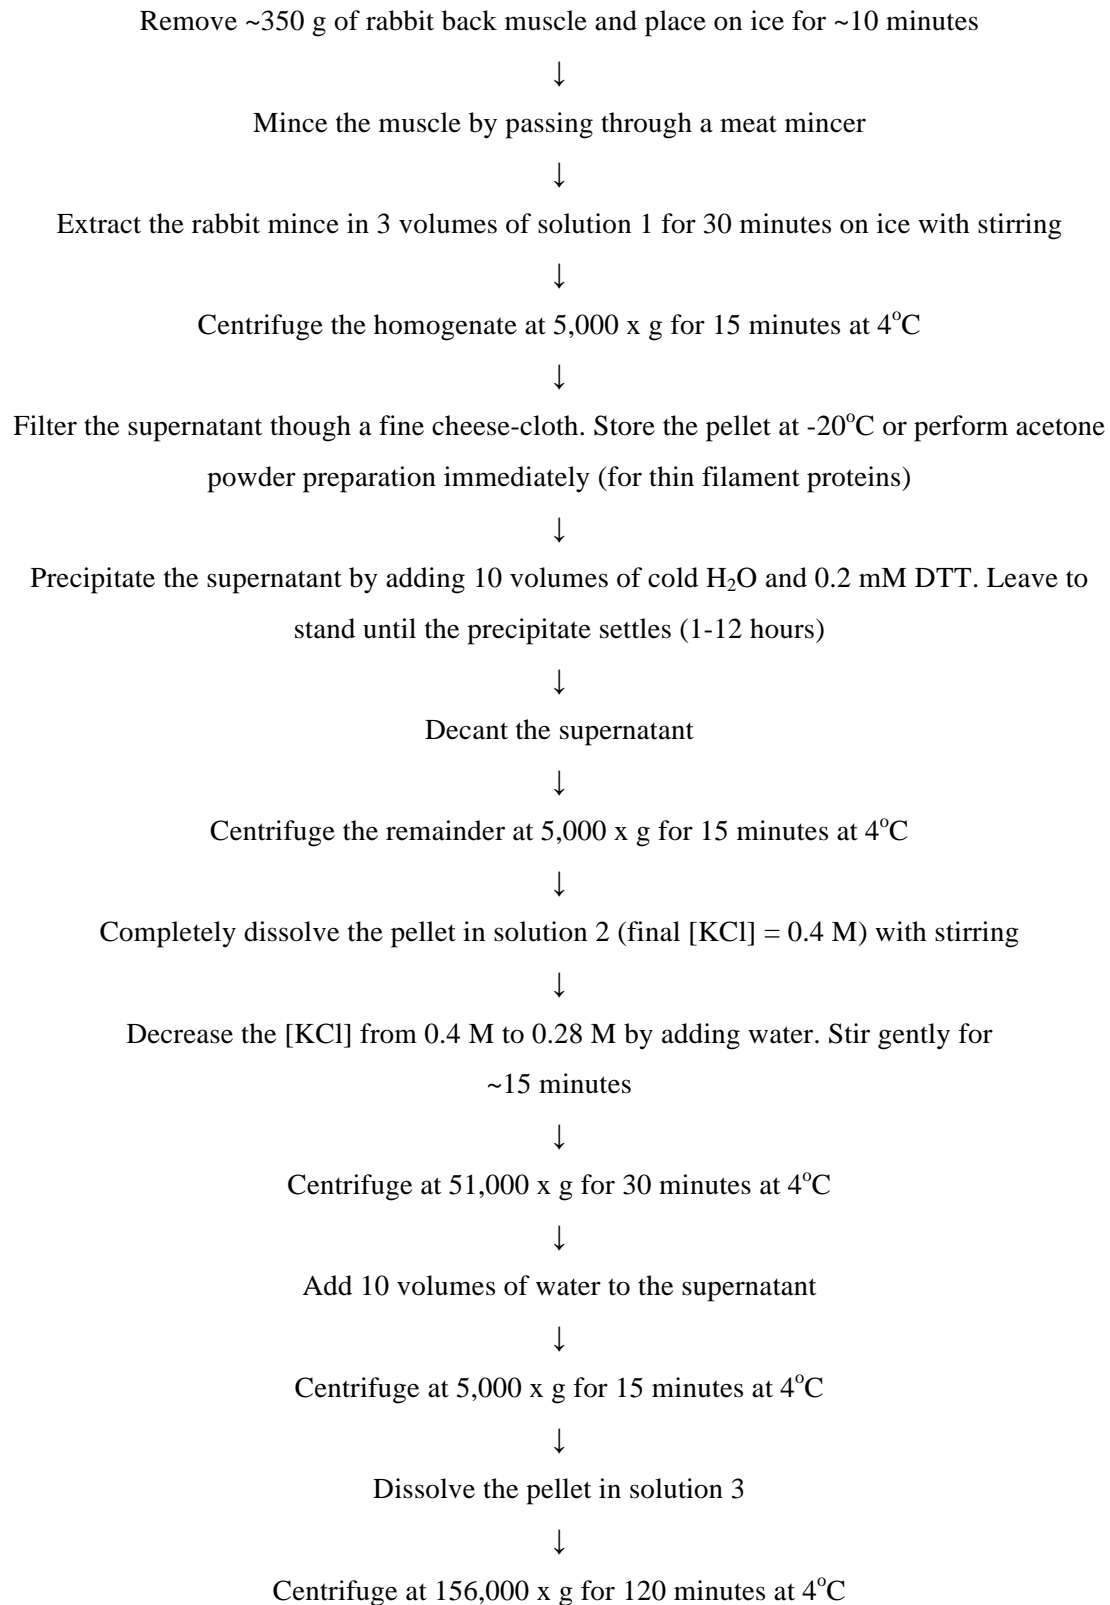 Remove ~350 g of rabbit back muscle and place on ice for ~10 minutes
↓
Mince the muscle by passing through a meat mincer
↓
Extract the rabbit mince in 3 volumes of solution 1 for 30 minutes on ice with stirring
↓
Centrifuge the homogenate at 5,000 x g for 15 minutes at 4°C
↓
Filter the supernatant though a fine cheese-cloth. Store the pellet at -20°C or perform acetone
powder preparation immediately (for thin filament proteins)
↓
Precipitate the supernatant by adding 10 volumes of cold H₂O and 0.2 mM DTT. Leave to
stand until the precipitate settles (1-12 hours)
↓
Decant the supernatant
↓
Centrifuge the remainder at 5,000 x g for 15 minutes at 4°C
↓
Completely dissolve the pellet in solution 2 (final [KCl] = 0.4 M) with stirring
↓
Decrease the [KCl] from 0.4 M to 0.28 M by adding water. Stir gently for
~15 minutes
↓
Centrifuge at 51,000 x g for 30 minutes at 4°C
↓
Add 10 volumes of water to the supernatant
↓
Centrifuge at 5,000 x g for 15 minutes at 4°C
↓
Dissolve the pellet in solution 3
↓
Centrifuge at 156,000 x g for 120 minutes at 4°C